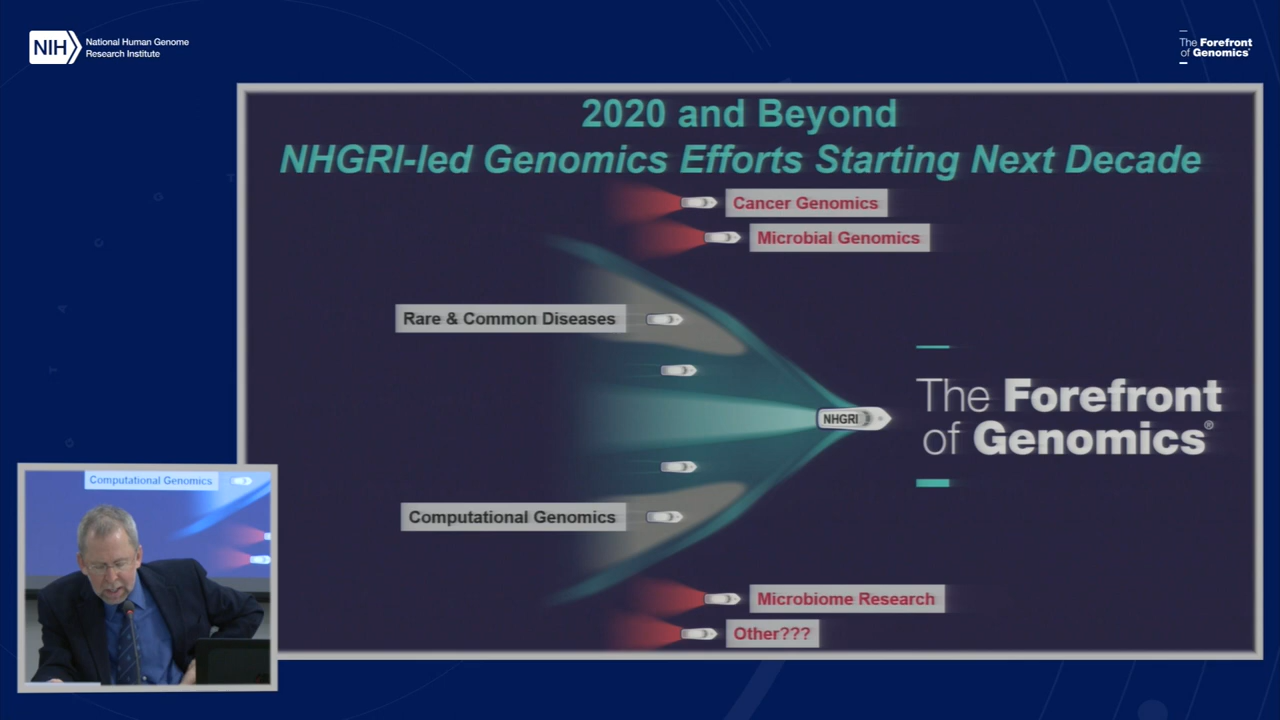 NIH
National Human Genome
Research Institute
The Forefront
of Genomics®
2020 and Beyond
NHGRI-led Genomics Efforts Starting Next Decade
Cancer Genomics
Microbial Genomics
Rare & Common Diseases
NHGRI
The Forefront
of Genomics®
Computational Genomics
Microbiome Research
Other???
Computational Genomics